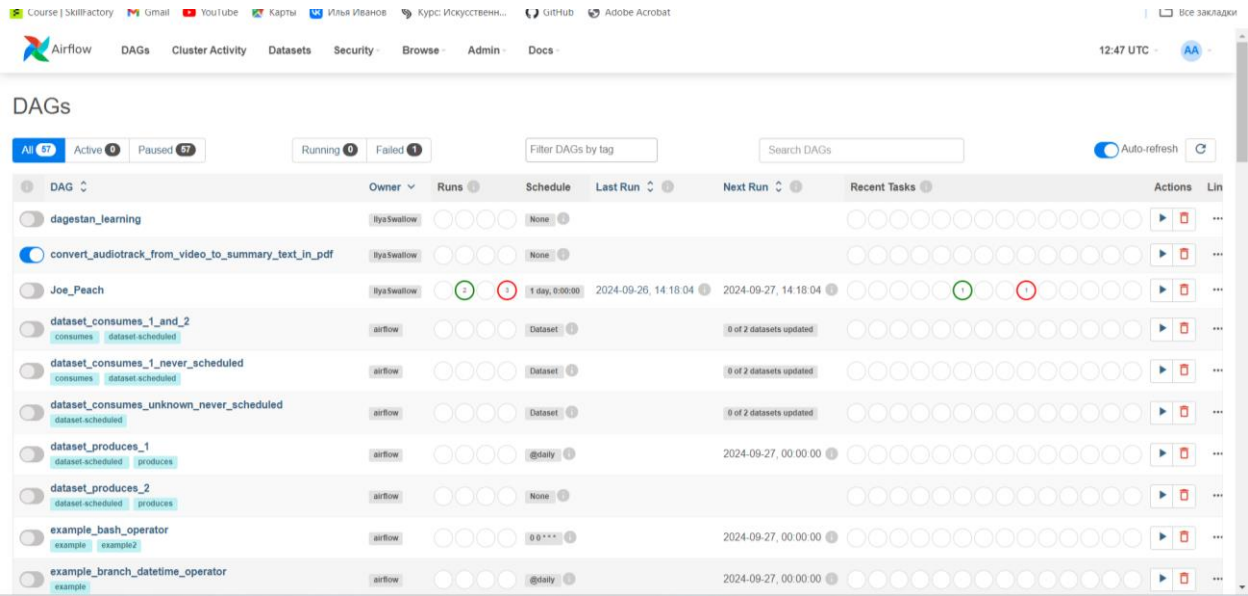 Course | SkillFactory Gmail YouTube Карты Илья Иванов Курс: Искусственн... GitHub Adobe Acrobat Все закладки
Airflow DAGs Cluster Activity Datasets Security Browse Admin Docs 12:47 UTC AA
DAGs
All 57 Active 0 Paused 57 Running 0 Failed 1 Filter DAGs by tag Search DAGs Auto-refresh
DAG Owner Runs Schedule Last Run Next Run Recent Tasks Actions Lin
dagestan_learning IlyaSwallow None
convert_audiotrack_from_video_to_summary_text_in_pdf IlyaSwallow None
Joe_Peach IlyaSwallow 2 3 1 day, 0:00:00 2024-09-26, 14:18:04 2024-09-27, 14:18:04 1 1
dataset_consumes_1_and_2 airflow Dataset 0 of 2 datasets updated
consumes dataset-scheduled
dataset_consumes_1_never_scheduled airflow Dataset 0 of 2 datasets updated
consumes dataset-scheduled
dataset_consumes_unknown_never_scheduled airflow Dataset 0 of 2 datasets updated
dataset-scheduled
dataset_produces_1 airflow @daily 2024-09-27, 00:00:00
dataset-scheduled produces
dataset_produces_2 airflow None
dataset-scheduled produces
example_bash_operator airflow 0 0 * * * 2024-09-27, 00:00:00
example example2
example_branch_datetime_operator airflow @daily 2024-09-27, 00:00:00
example